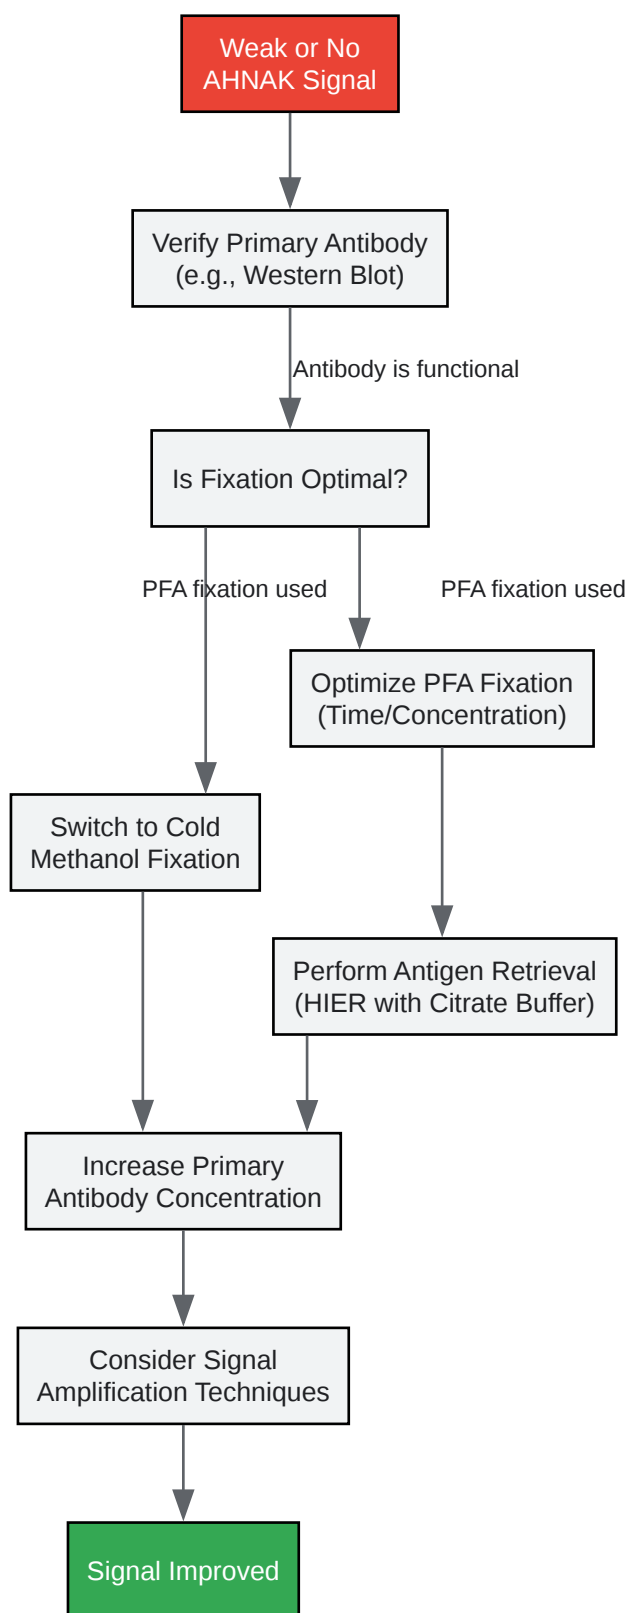 Weak or No
AHNAK Signal
Verify Primary Antibody
(e.g., Western Blot)
Antibody is functional
Is Fixation Optimal?
PFA fixation used
PFA fixation used
Optimize PFA Fixation
(Time/Concentration)
Switch to Cold
Methanol Fixation
Perform Antigen Retrieval
(HIER with Citrate Buffer)
Increase Primary
Antibody Concentration
Consider Signal
Amplification Techniques
Signal Improved